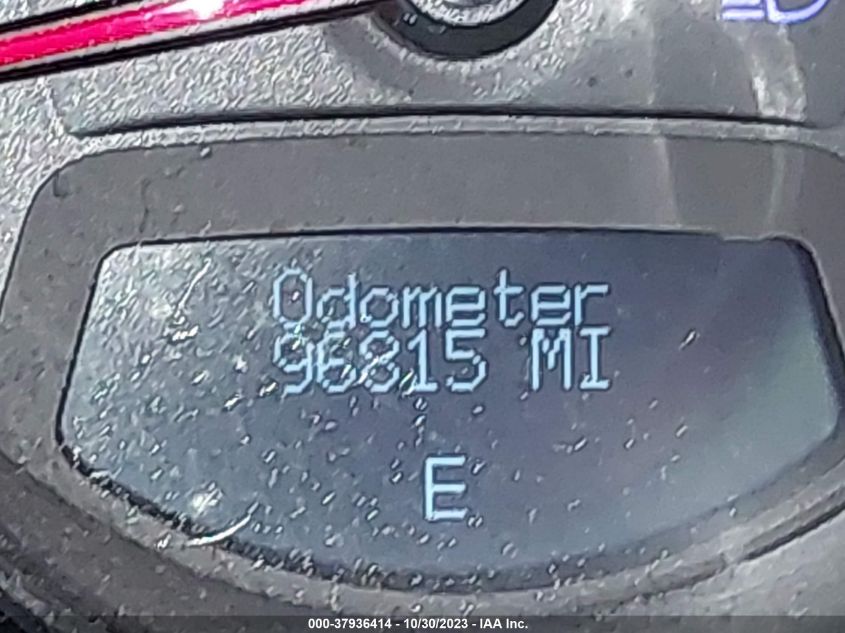 Odometer
96815 MI
E
000-37936414 - 10/30/2023 - IAA Inc.